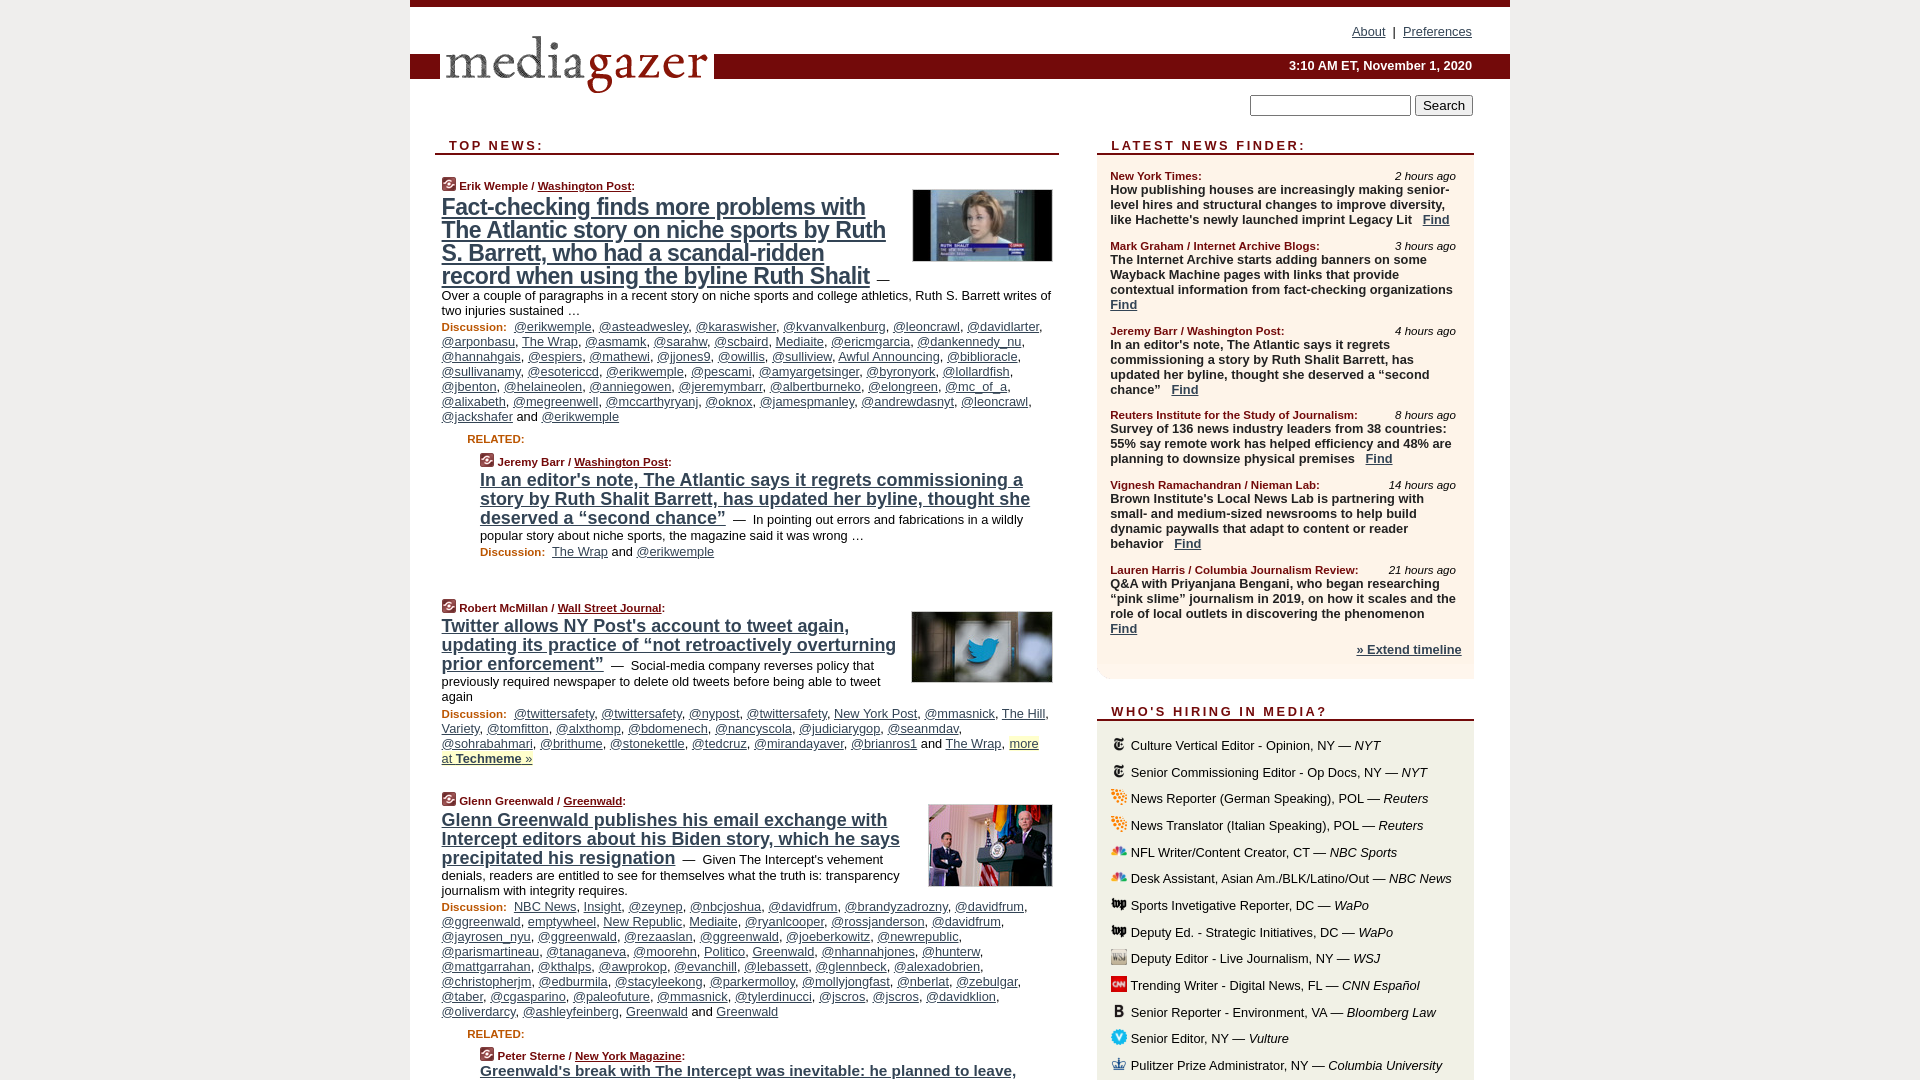 About | Preferences
mediagazer
3:10 AM ET, November 1, 2020
Search
TOP NEWS:
Erik Wemple / Washington Post:
Fact-checking finds more problems with
The Atlantic story on niche sports by Ruth
S. Barrett, who had a scandal-ridden
record when using the byline Ruth Shalit —
Over a couple of paragraphs in a recent story on niche sports and college athletics, Ruth S. Barrett writes of
two injuries sustained …
Discussion: @erikwemple, @asteadwesley, @karaswisher, @kvanvalkenburg, @leoncrawl, @davidlarter,
@arponbasu, The Wrap, @asmamk, @sarahw, @scbaird, Mediaite, @ericmgarcia, @dankennedy_nu,
@hannahgais, @espiers, @mathewi, @jjones9, @owillis, @sulliview, Awful Announcing, @biblioracle,
@sullivanamy, @esotericcd, @erikwemple, @pescami, @amyargetsinger, @byronyork, @lollardfish,
@jbenton, @helaineolen, @anniegowen, @jeremymbarr, @albertburneko, @elongreen, @mc_of_a,
@alixabeth, @megreenwell, @mccarthyryanj, @oknox, @jamespmanley, @andrewdasnyt, @leoncrawl,
@jackshafer and @erikwemple
RELATED:
Jeremy Barr / Washington Post:
In an editor's note, The Atlantic says it regrets commissioning a
story by Ruth Shalit Barrett, has updated her byline, thought she
deserved a “second chance” — In pointing out errors and fabrications in a wildly
popular story about niche sports, the magazine said it was wrong …
Discussion: The Wrap and @erikwemple
Robert McMillan / Wall Street Journal:
Twitter allows NY Post's account to tweet again,
updating its practice of “not retroactively overturning
prior enforcement” — Social-media company reverses policy that
previously required newspaper to delete old tweets before being able to tweet
again
Discussion: @twittersafety, @twittersafety, @nypost, @twittersafety, New York Post, @mmasnick, The Hill,
Variety, @tomfitton, @alxthomp, @bdomenech, @nancyscola, @judiciarygop, @seanmdav,
@sohrabahmari, @brithume, @stonekettle, @tedcruz, @mirandayaver, @brianros1 and The Wrap, more
at Techmeme »
Glenn Greenwald / Greenwald:
Glenn Greenwald publishes his email exchange with
Intercept editors about his Biden story, which he says
precipitated his resignation — Given The Intercept's vehement
denials, readers are entitled to see for themselves what the truth is: transparency
journalism with integrity requires.
Discussion: NBC News, Insight, @zeynep, @nbcjoshua, @davidfrum, @brandyzadrozny, @davidfrum,
@ggreenwald, emptywheel, New Republic, Mediaite, @ryanlcooper, @rossjanderson, @davidfrum,
@jayrosen_nyu, @ggreenwald, @rezaaslan, @ggreenwald, @joeberkowitz, @newrepublic,
@parismartineau, @tanaganeva, @moorehn, Politico, Greenwald, @nhannahjones, @hunterw,
@mattgarrahan, @kthalps, @awprokop, @evanchill, @lebassett, @glennbeck, @alexadobrien,
@christopherjm, @edburmila, @stacyleekong, @parkermolloy, @mollyjongfast, @nberlat, @zebulgar,
@taber, @cgasparino, @paleofuture, @mmasnick, @tylerdinucci, @jscros, @jscros, @davidklion,
@oliverdarcy, @ashleyfeinberg, Greenwald and Greenwald
RELATED:
Peter Sterne / New York Magazine:
Greenwald's break with The Intercept was inevitable: he planned to leave,
LATEST NEWS FINDER:
New York Times: 2 hours ago
How publishing houses are increasingly making senior-
level hires and structural changes to improve diversity,
like Hachette's newly launched imprint Legacy Lit Find
Mark Graham / Internet Archive Blogs: 3 hours ago
The Internet Archive starts adding banners on some
Wayback Machine pages with links that provide
contextual information from fact-checking organizations
Find
Jeremy Barr / Washington Post: 4 hours ago
In an editor's note, The Atlantic says it regrets
commissioning a story by Ruth Shalit Barrett, has
updated her byline, thought she deserved a “second
chance” Find
Reuters Institute for the Study of Journalism: 8 hours ago
Survey of 136 news industry leaders from 38 countries:
55% say remote work has helped efficiency and 48% are
planning to downsize physical premises Find
Vignesh Ramachandran / Nieman Lab: 14 hours ago
Brown Institute's Local News Lab is partnering with
small- and medium-sized newsrooms to help build
dynamic paywalls that adapt to content or reader
behavior Find
Lauren Harris / Columbia Journalism Review: 21 hours ago
Q&A with Priyanjana Bengani, who began researching
“pink slime” journalism in 2019, on how it scales and the
role of local outlets in discovering the phenomenon
Find
» Extend timeline
WHO'S HIRING IN MEDIA?
Culture Vertical Editor - Opinion, NY — NYT
Senior Commissioning Editor - Op Docs, NY — NYT
News Reporter (German Speaking), POL — Reuters
News Translator (Italian Speaking), POL — Reuters
NFL Writer/Content Creator, CT — NBC Sports
Desk Assistant, Asian Am./BLK/Latino/Out — NBC News
Sports Invetigative Reporter, DC — WaPo
Deputy Ed. - Strategic Initiatives, DC — WaPo
Deputy Editor - Live Journalism, NY — WSJ
Trending Writer - Digital News, FL — CNN Español
Senior Reporter - Environment, VA — Bloomberg Law
Senior Editor, NY — Vulture
Pulitzer Prize Administrator, NY — Columbia University